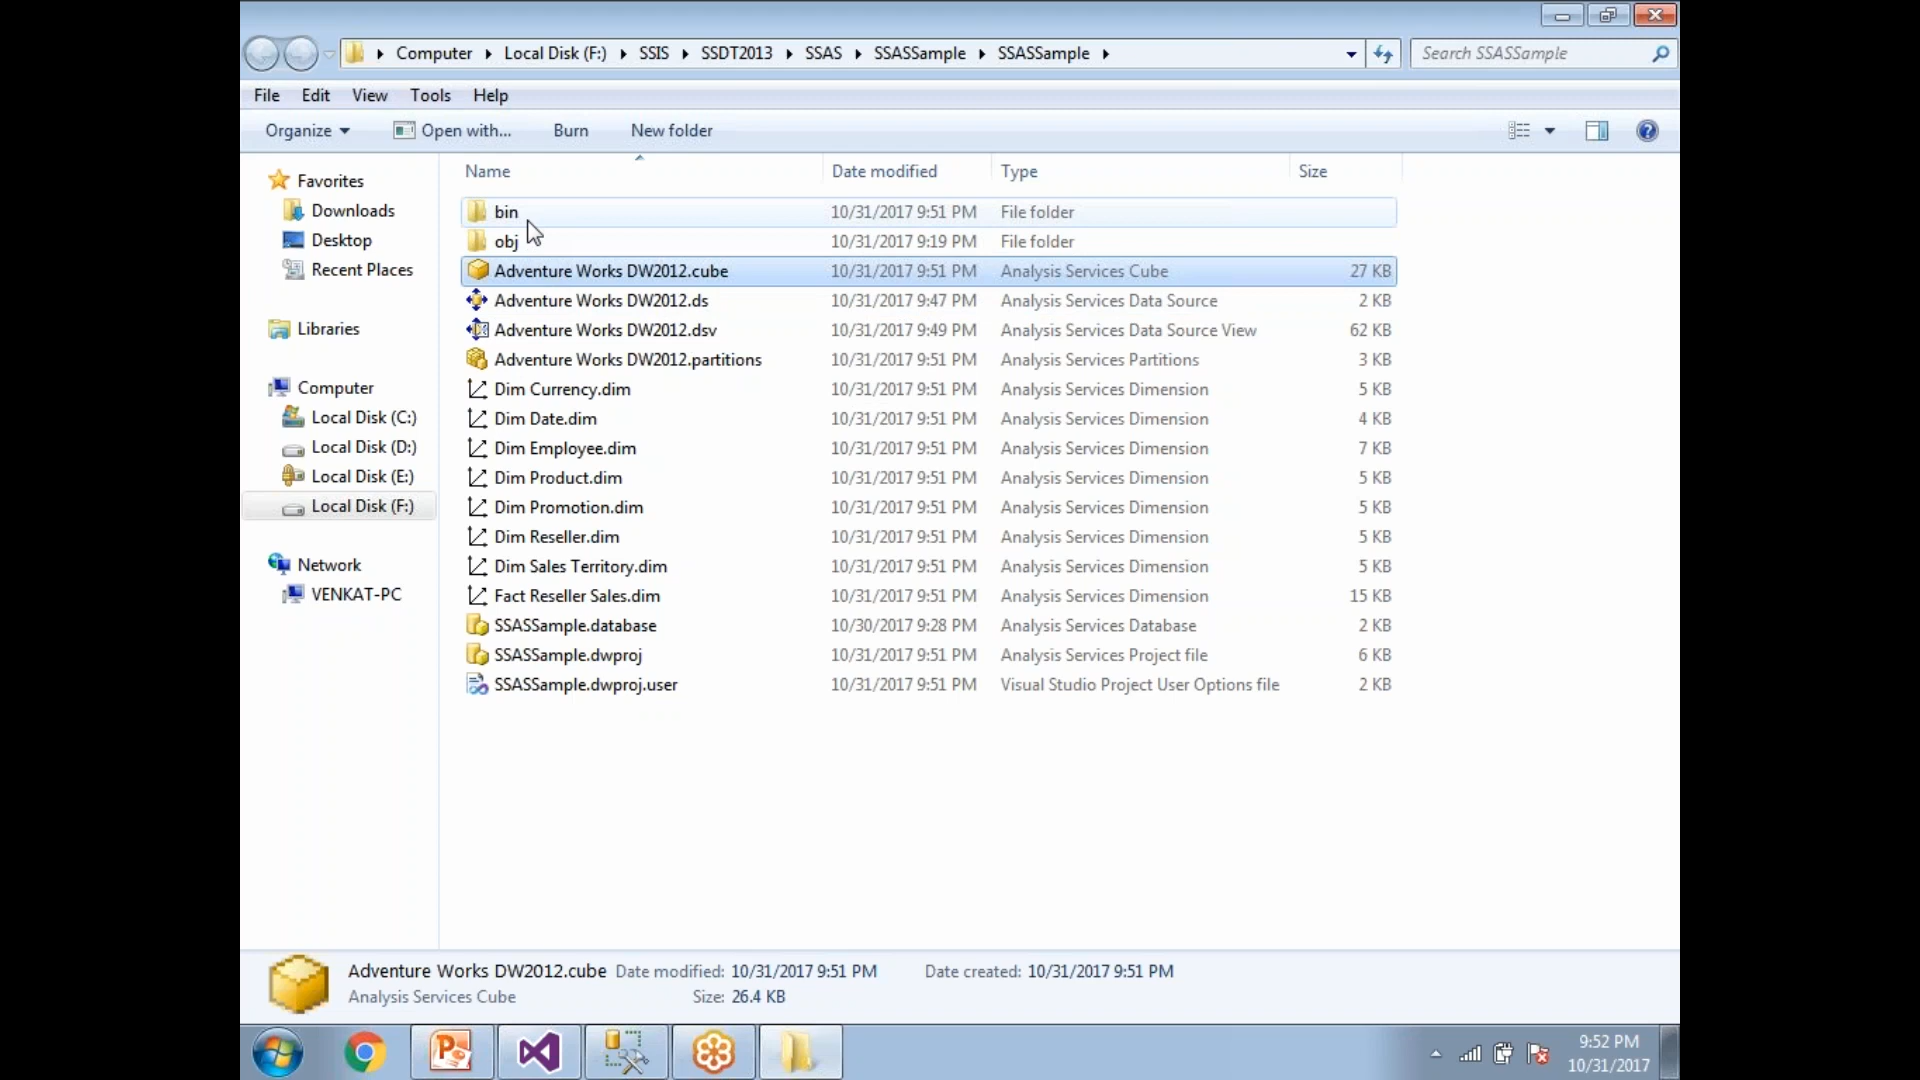 Computer Local Disk (F:) SSIS SSDT2013 SSAS SSASSample SSASSample Search SSASSample
File Edit View Tools Help
Organize Open with... Burn New folder
Name Date modified Type Size
Favorites
Downloads
Desktop
Recent Places
Libraries
Computer
Local Disk (C:)
Local Disk (D:)
Local Disk (E:)
Local Disk (F:)
Network
VENKAT-PC
bin 10/31/2017 9:51 PM File folder
obj 10/31/2017 9:19 PM File folder
Adventure Works DW2012.cube 10/31/2017 9:51 PM Analysis Services Cube 27 KB
Adventure Works DW2012.ds 10/31/2017 9:47 PM Analysis Services Data Source 2 KB
Adventure Works DW2012.dsv 10/31/2017 9:49 PM Analysis Services Data Source View 62 KB
Adventure Works DW2012.partitions 10/31/2017 9:51 PM Analysis Services Partitions 3 KB
Dim Currency.dim 10/31/2017 9:51 PM Analysis Services Dimension 5 KB
Dim Date.dim 10/31/2017 9:51 PM Analysis Services Dimension 4 KB
Dim Employee.dim 10/31/2017 9:51 PM Analysis Services Dimension 7 KB
Dim Product.dim 10/31/2017 9:51 PM Analysis Services Dimension 5 KB
Dim Promotion.dim 10/31/2017 9:51 PM Analysis Services Dimension 5 KB
Dim Reseller.dim 10/31/2017 9:51 PM Analysis Services Dimension 5 KB
Dim Sales Territory.dim 10/31/2017 9:51 PM Analysis Services Dimension 5 KB
Fact Reseller Sales.dim 10/31/2017 9:51 PM Analysis Services Dimension 15 KB
SSASSample.database 10/30/2017 9:28 PM Analysis Services Database 2 KB
SSASSample.dwproj 10/31/2017 9:51 PM Analysis Services Project file 6 KB
SSASSample.dwproj.user 10/31/2017 9:51 PM Visual Studio Project User Options file 2 KB
Adventure Works DW2012.cube Date modified: 10/31/2017 9:51 PM Date created: 10/31/2017 9:51 PM
Analysis Services Cube Size: 26.4 KB
9:52 PM
10/31/2017